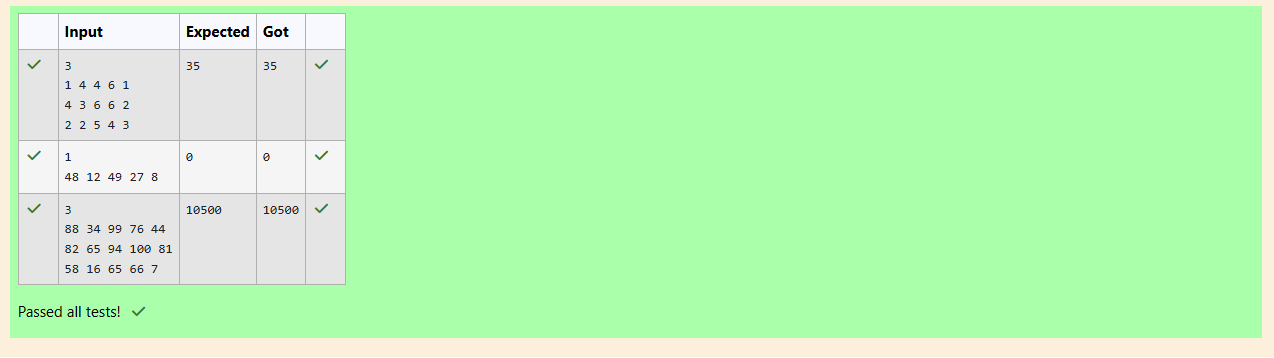 Input Expected Got
3 35 35
1 4 4 6 1
4 3 6 6 2
2 2 5 4 3
1 0 0
48 12 49 27 8
3 10500 10500
88 34 99 76 44
82 65 94 100 81
58 16 65 66 7
Passed all tests!